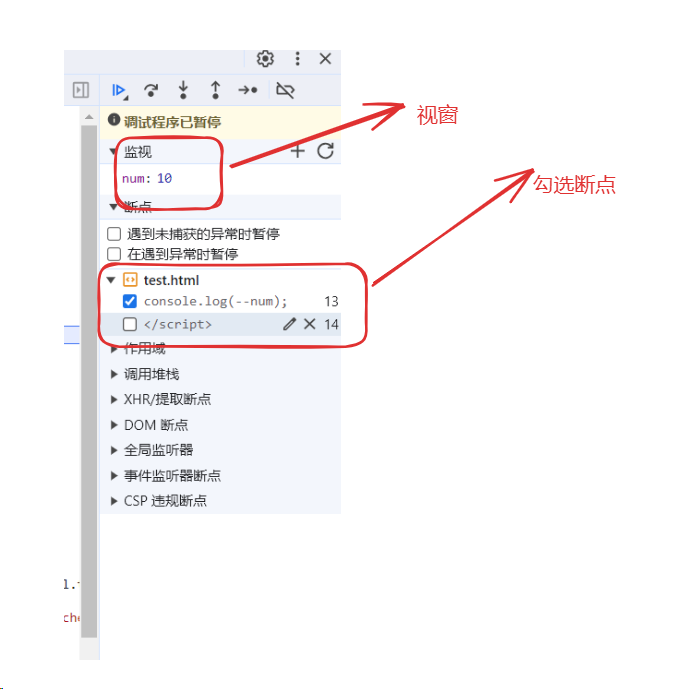 调试程序已暂停
视窗
监视
num: 10
勾选断点
断点
遇到未捕获的异常时暂停
在遇到异常时暂停
test.html
console.log(--num); 13
</script> 14
作用域
调用堆栈
XHR/提取断点
DOM 断点
全局监听器
事件监听器断点
CSP 违规断点
che